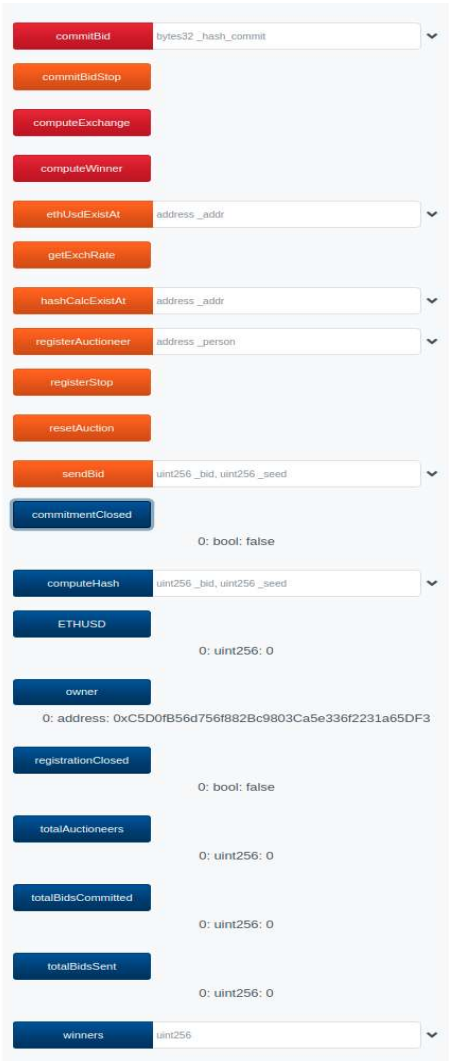 commitBid bytes32 _hash_commit
commitBidStop
computeExchange
computeWinner
ethUsdExistAt address _addr
getExchRate
hashCalcExistAt address _addr
registerAuctioneer address _person
registerStop
resetAuction
sendBid uint256 _bid, uint256 _seed
commitmentClosed
0: bool: false
computeHash uint256 _bid, uint256 _seed
ETHUSD
0: uint256: 0
owner
0: address: 0xC5D0fB56d756f882Bc9803Ca5e336f2231a65DF3
registrationClosed
0: bool: false
totalAuctioneers
0: uint256: 0
totalBidsCommitted
0: uint256: 0
totalBidsSent
0: uint256: 0
winners uint256